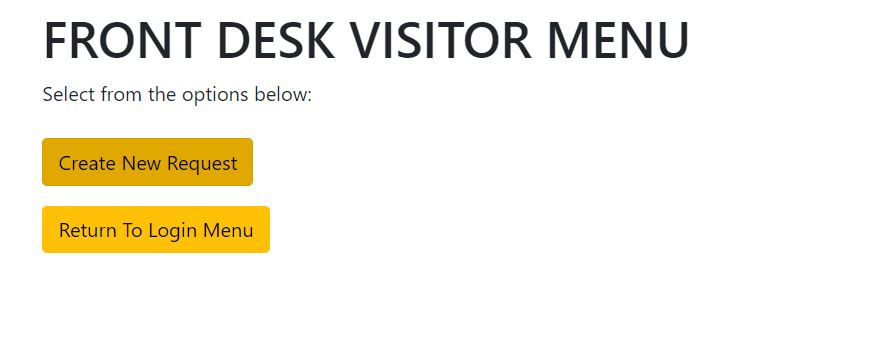 FRONT DESK VISITOR MENU
Select from the options below:
Create New Request
Return To Login Menu